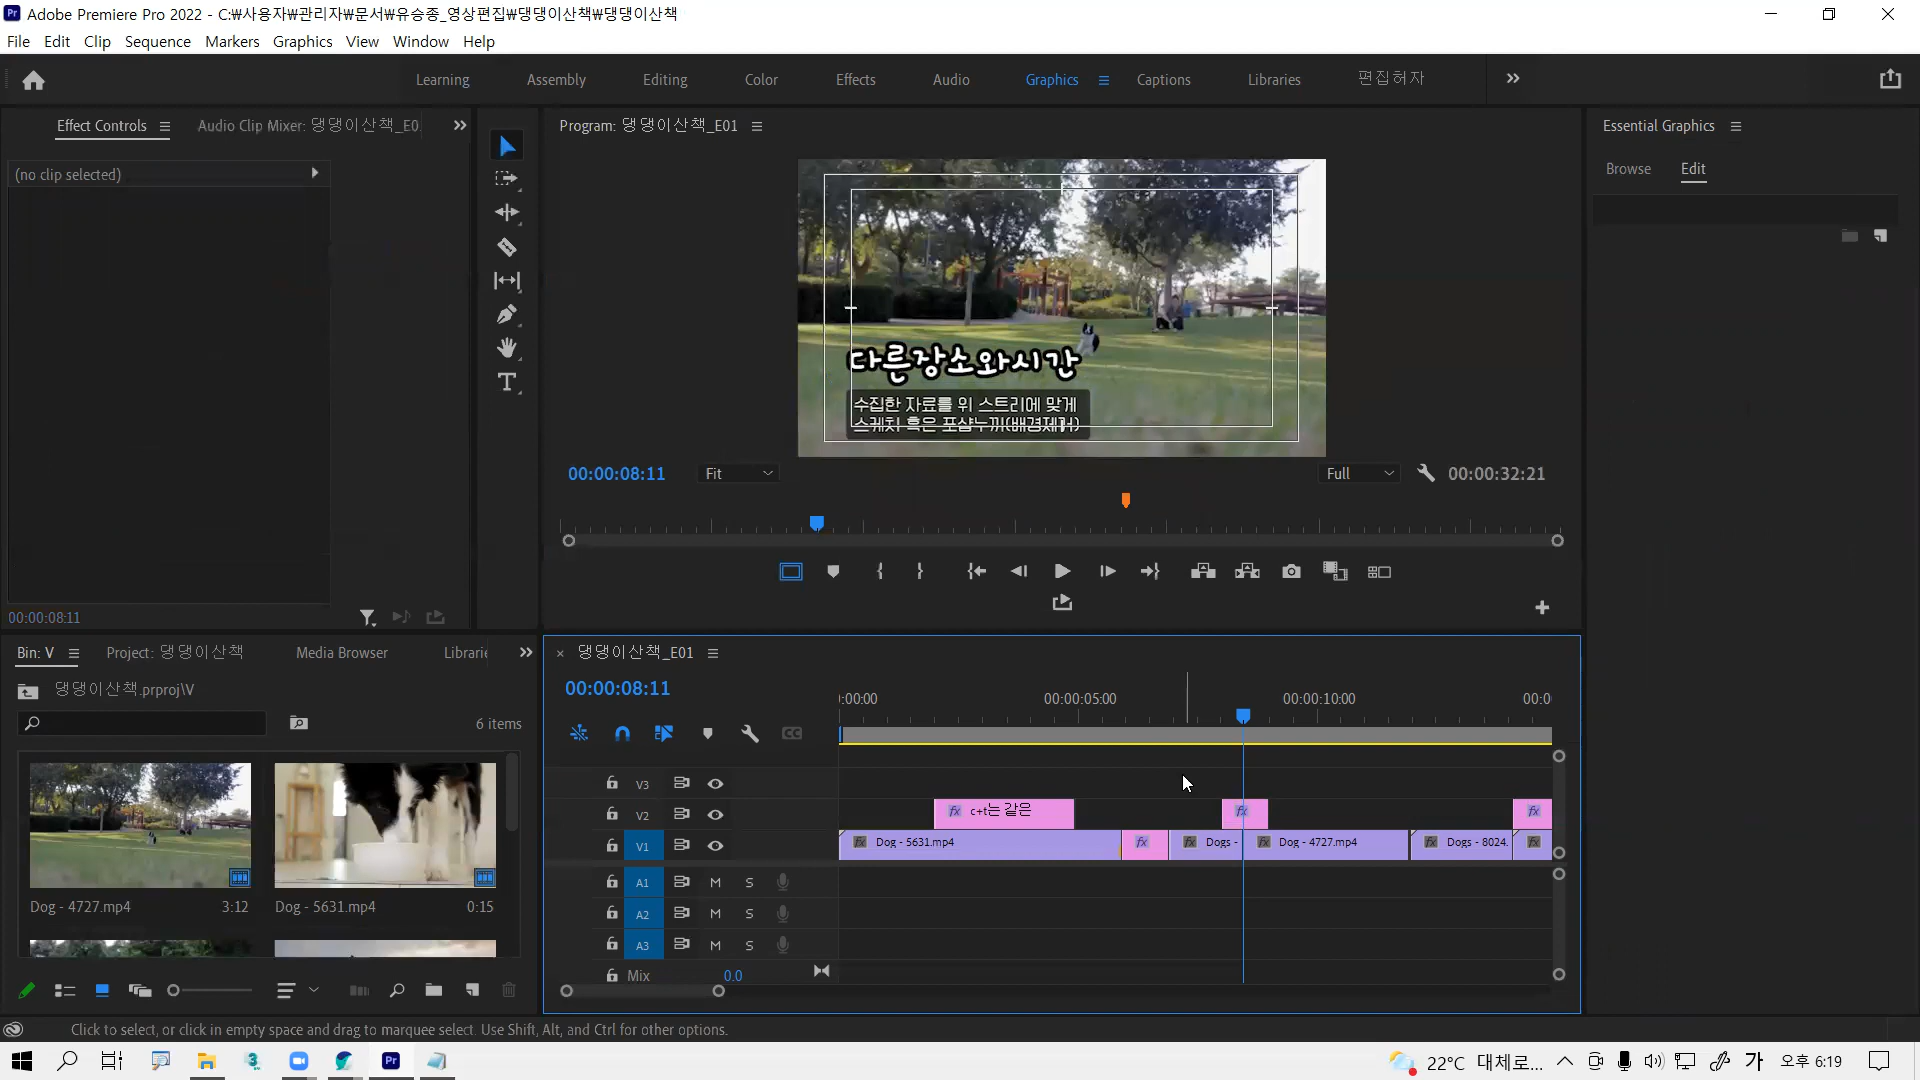 Adobe Premiere Pro 2022 - C:₩사용자₩관리자₩문서₩유승종_영상편집₩댕댕이산책₩댕댕이산책
File Edit Clip Sequence Markers Graphics View Window Help
Learning Assembly Editing Color Effects Audio Graphics Captions Libraries 편집허자
Effect Controls Audio Clip Mixer: 댕댕이산책_E0
Program: 댕댕이산책_E01
Essential Graphics
Browse Edit
(no clip selected)
다른장소와시간
수집한 자료를 위 스트리에 맞게
스케치 혹은 포샵누끼(배경제거)
00:00:08:11 Fit Full 00:00:32:21
00:00:08:11
Bin: V Project: 댕댕이산책 Media Browser Librarie
댕댕이산책.prproj\V
6 items
Dog - 4727.mp4 3:12
Dog - 5631.mp4 0:15
댕댕이산책_E01
00:00:08:11
:00:00 00:00:05:00 00:00:10:00 00:0
V3
V2 fx c+t는 같은 fx fx
V1 fx Dog - 5631.mp4 fx fx Dogs - fx Dog - 4727.mp4 fx Dogs - 8024. fx
A1 M S
A2 M S
A3 M S
Mix 0.0
Click to select, or click in empty space and drag to marquee select. Use Shift, Alt, and Ctrl for other options.
22°C 대체로... 가 오후 6:19